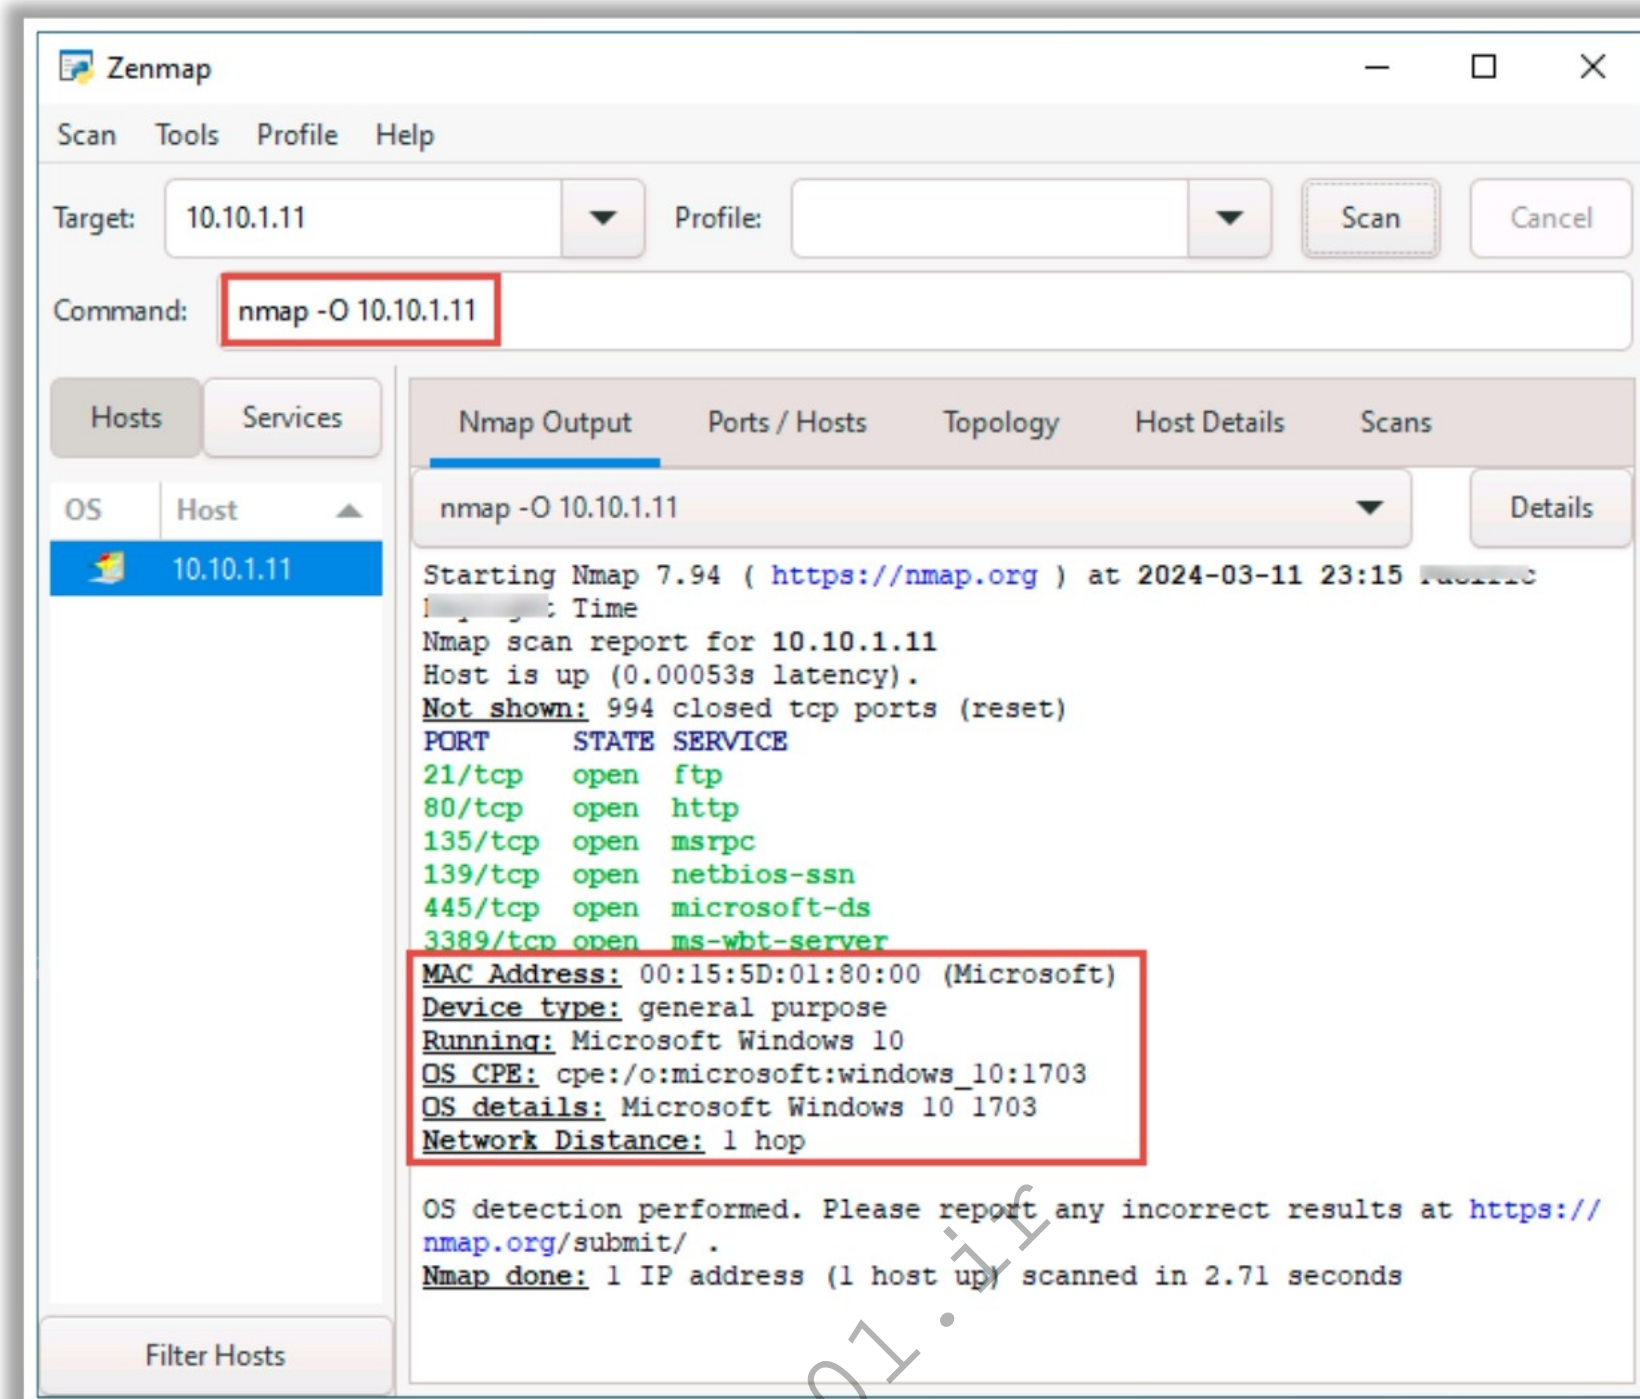 Zenmap
Scan Tools Profile Help
Target: 10.10.1.11 Profile: Scan Cancel
Command: nmap -O 10.10.1.11
Hosts Services
Nmap Output Ports / Hosts Topology Host Details Scans
OS Host
nmap -O 10.10.1.11 Details
10.10.1.11
Starting Nmap 7.94 ( https://nmap.org ) at 2024-03-11 23:15
Time
Nmap scan report for 10.10.1.11
Host is up (0.00053s latency).
Not shown: 994 closed tcp ports (reset)
PORT STATE SERVICE
21/tcp open ftp
80/tcp open http
135/tcp open msrpc
139/tcp open netbios-ssn
445/tcp open microsoft-ds
3389/tcp open ms-wbt-server
MAC Address: 00:15:5D:01:80:00 (Microsoft)
Device type: general purpose
Running: Microsoft Windows 10
OS CPE: cpe:/o:microsoft:windows_10:1703
OS details: Microsoft Windows 10 1703
Network Distance: 1 hop
OS detection performed. Please report any incorrect results at https://
nmap.org/submit/ .
Nmap done: 1 IP address (1 host up) scanned in 2.71 seconds
Filter Hosts
01.ir